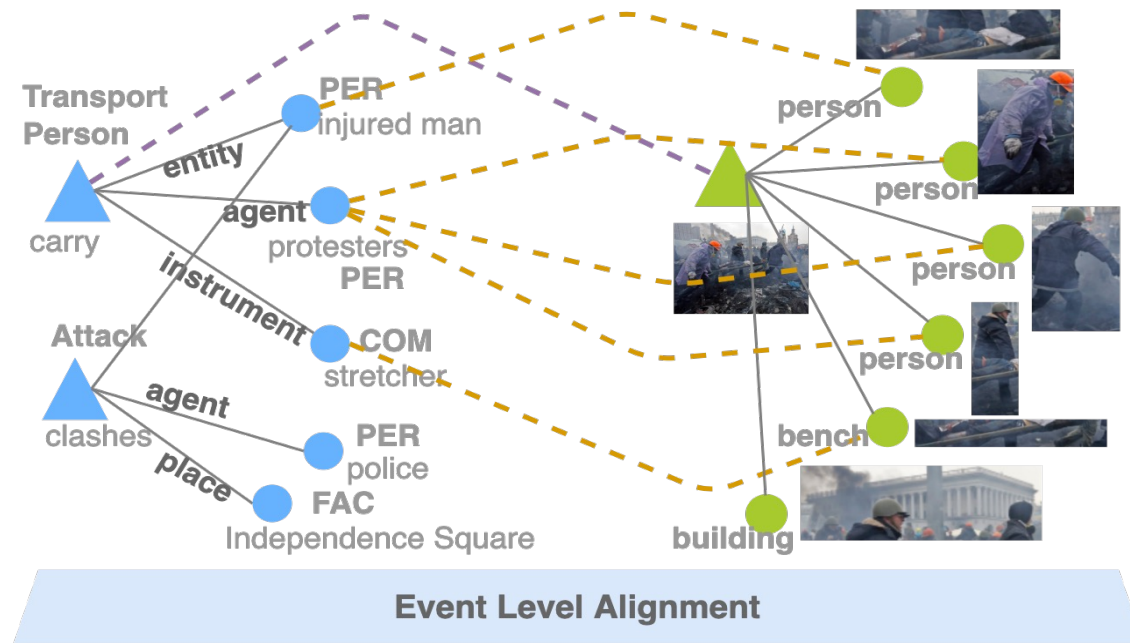 Transport
Person
carry
entity
PER
injured man
agent
protesters
PER
instrument
COM
stretcher
Attack
clashes
agent
PER
police
place
FAC
Independence Square
person
person
person
person
bench
building
Event Level Alignment